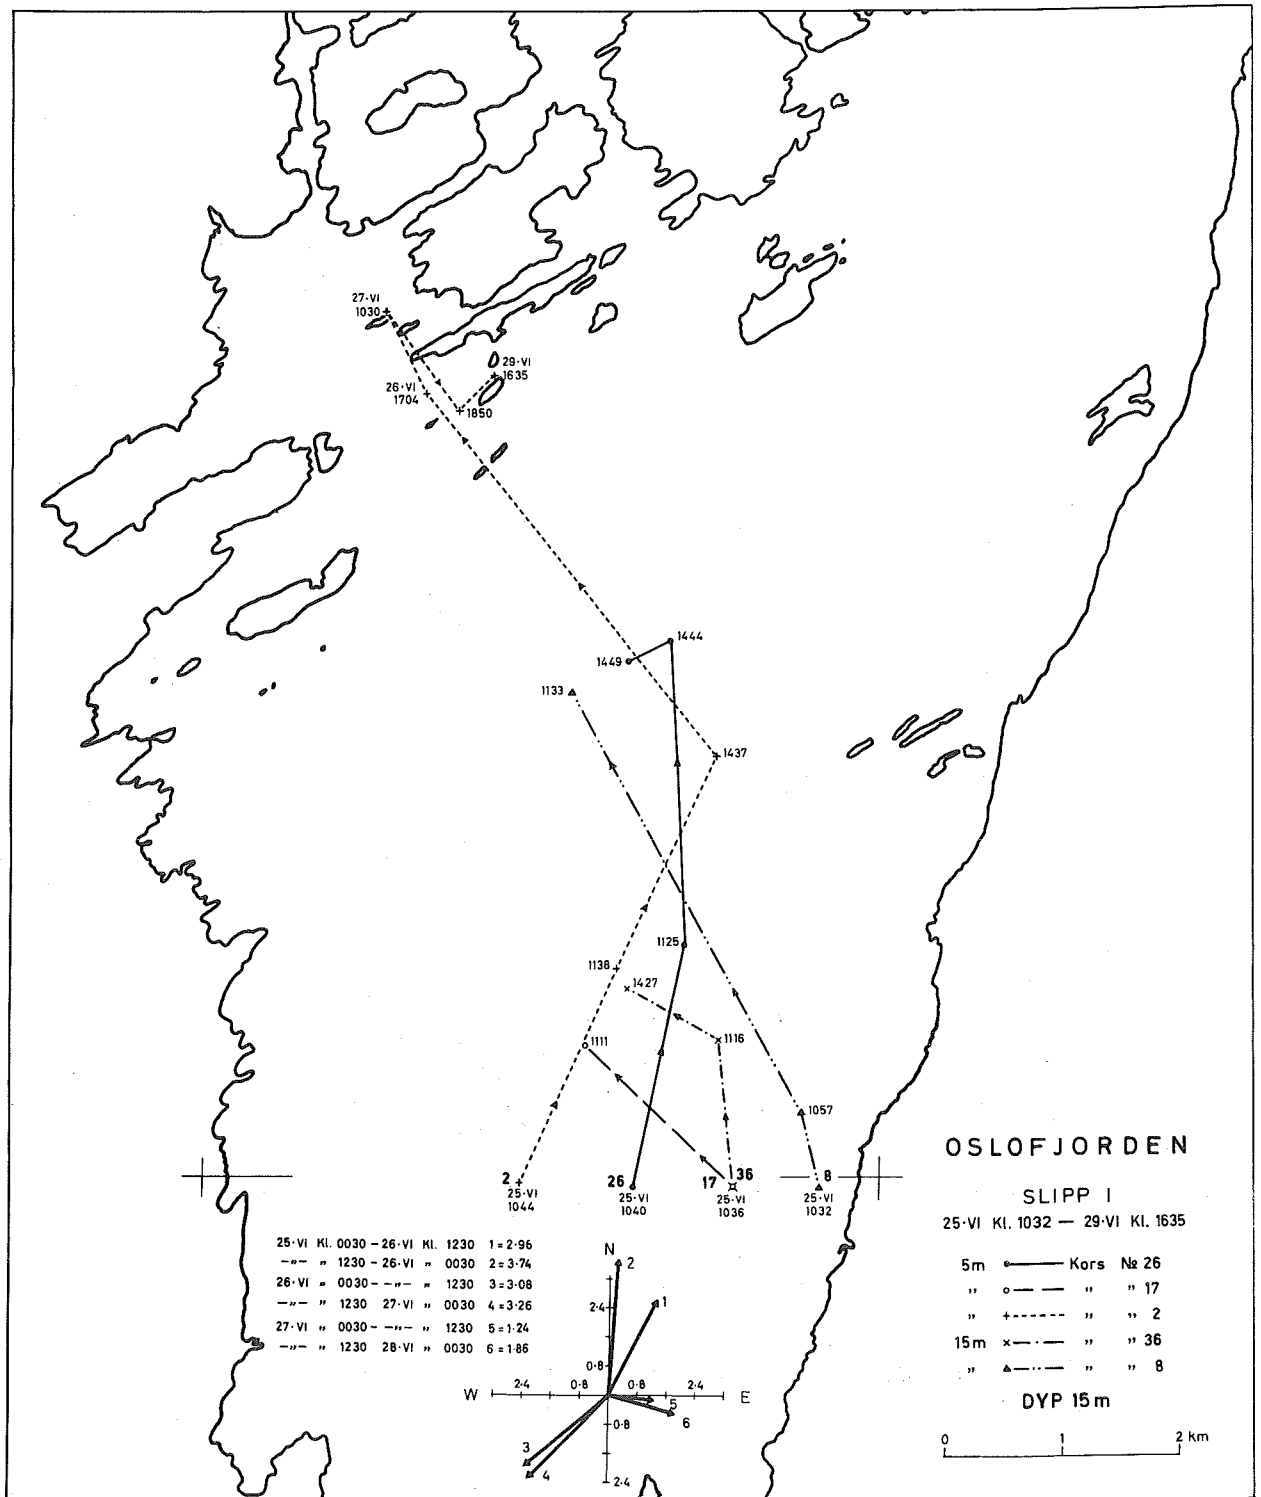 27·VI
1030
29·VI
1635
26·VI
1704
1850
1444
1449
1133
1437
1125
1138
1427
1111
1116
1057
2
25·VI
1044
26
25·VI
1040
17
36
25·VI
1036
8
25·VI
1032
OSLOFJORDEN
SLIPP I
25·VI Kl. 1032 — 29·VI Kl. 1635
5m Kors № 26
" " " 17
" " " 2
15m " " 36
" " " 8
DYP 15m
0 1 2 km
25·VI Kl. 0030 – 26·VI Kl. 1230 1 = 2·96
–"– " 1230 – 26·VI " 0030 2 = 3·74
26·VI " 0030 – –"– " 1230 3 = 3·08
–"– " 1230 27·VI " 0030 4 = 3·26
27·VI " 0030 – –"– " 1230 5 = 1·24
–"– " 1230 28·VI " 0030 6 = 1·86
N
2
1
2·4
0·8
W 2·4 0·8 0·8 2·4 E
5
6
0·8
3
4
2·4